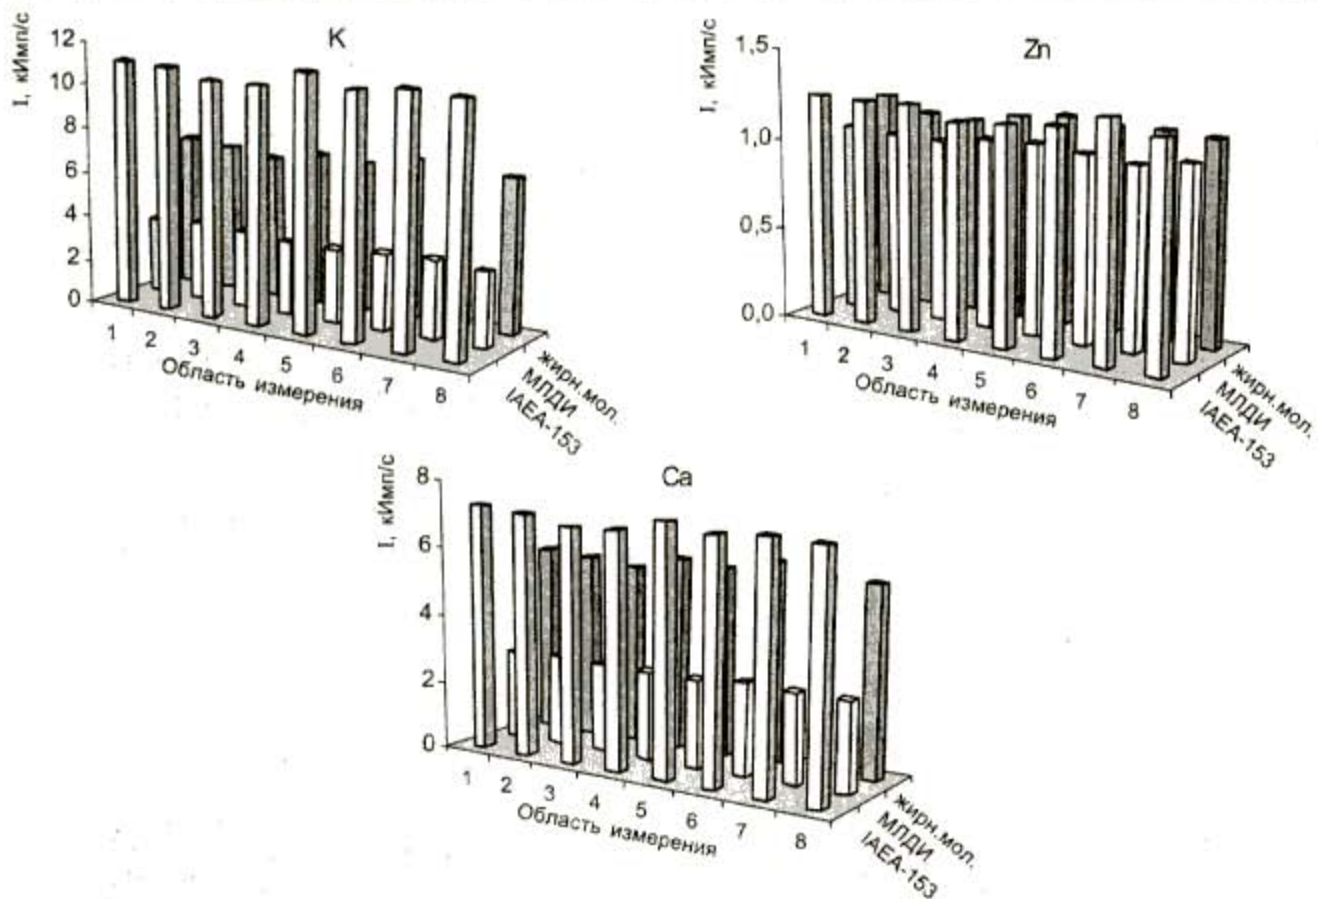 K
I, кИмп/с
12
10
8
6
4
2
0
1 2 3 4 5 6 7 8
Область измерения
жирн.мол.
МЛДИ
IAEA-153
Zn
I, кИмп/с
1,5
1,0
0,5
0,0
1 2 3 4 5 6 7 8
Область измерения
жирн.мол.
МЛДИ
IAEA-153
Ca
I, кИмп/с
8
6
4
2
0
1 2 3 4 5 6 7 8
Область измерения
жирн.мол.
МЛДИ
IAEA-153